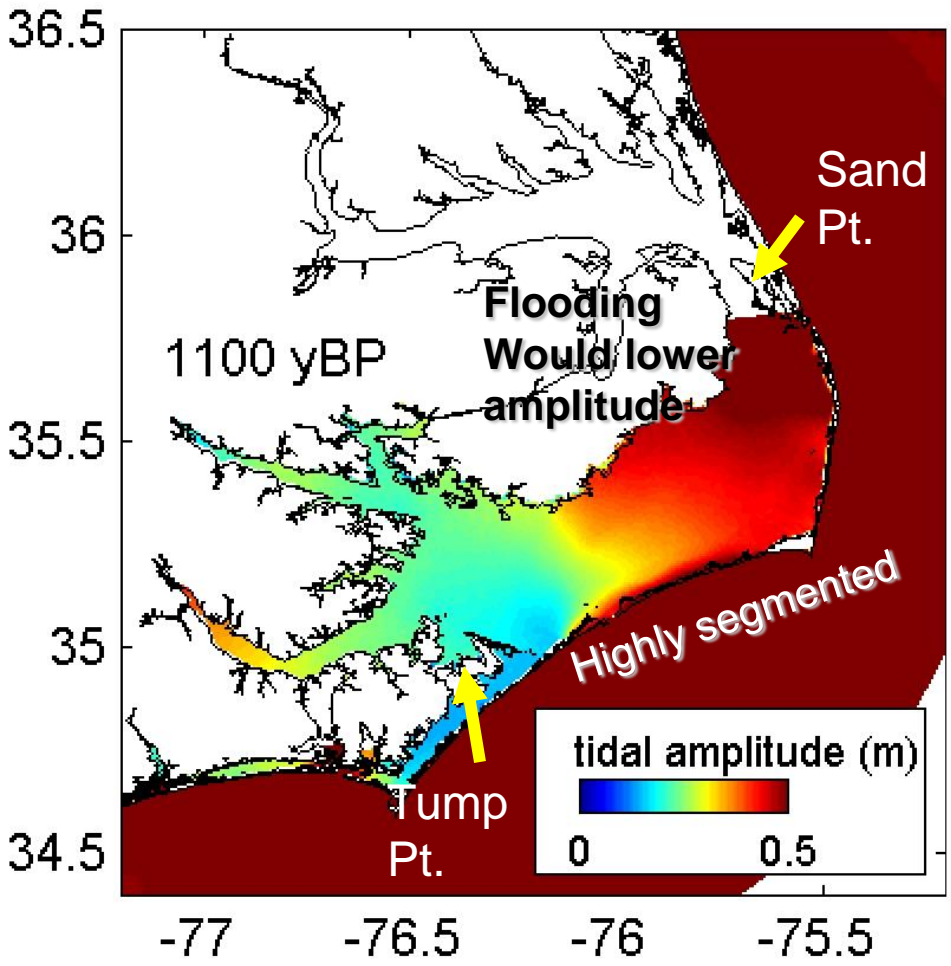 36.5
Sand
Pt.
36
Flooding
Would lower
amplitude
1100 yBP
35.5
Highly segmented
35
tidal amplitude (m)
0 0.5
Tump
Pt.
34.5
-77 -76.5 -76 -75.5